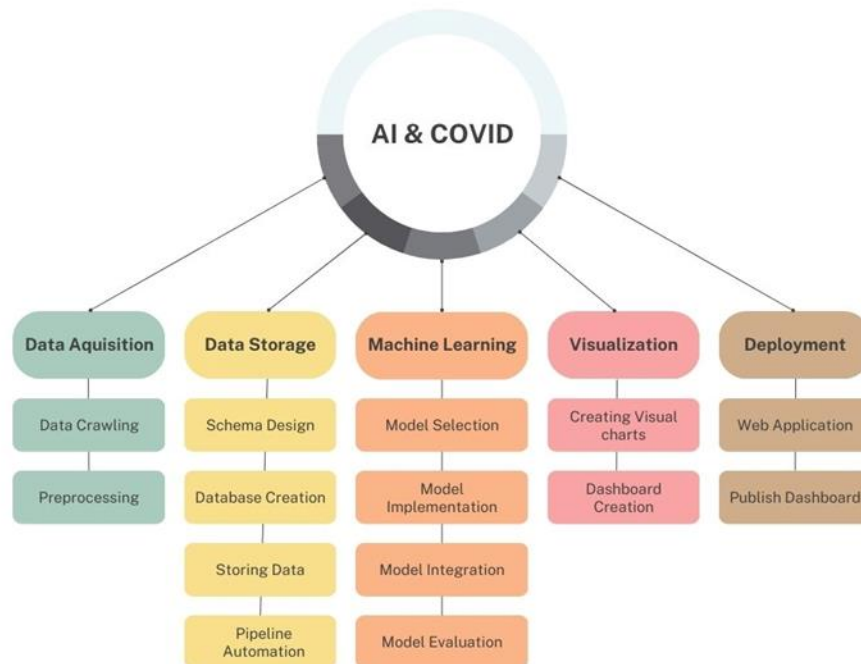 AI & COVID
Data Aquisition
Data Storage
Machine Learning
Visualization
Deployment
Data Crawling
Schema Design
Model Selection
Creating Visual
charts
Web Application
Preprocessing
Database Creation
Model
Implementation
Dashboard
Creation
Publish Dashboard
Storing Data
Model Integration
Pipeline
Automation
Model Evaluation